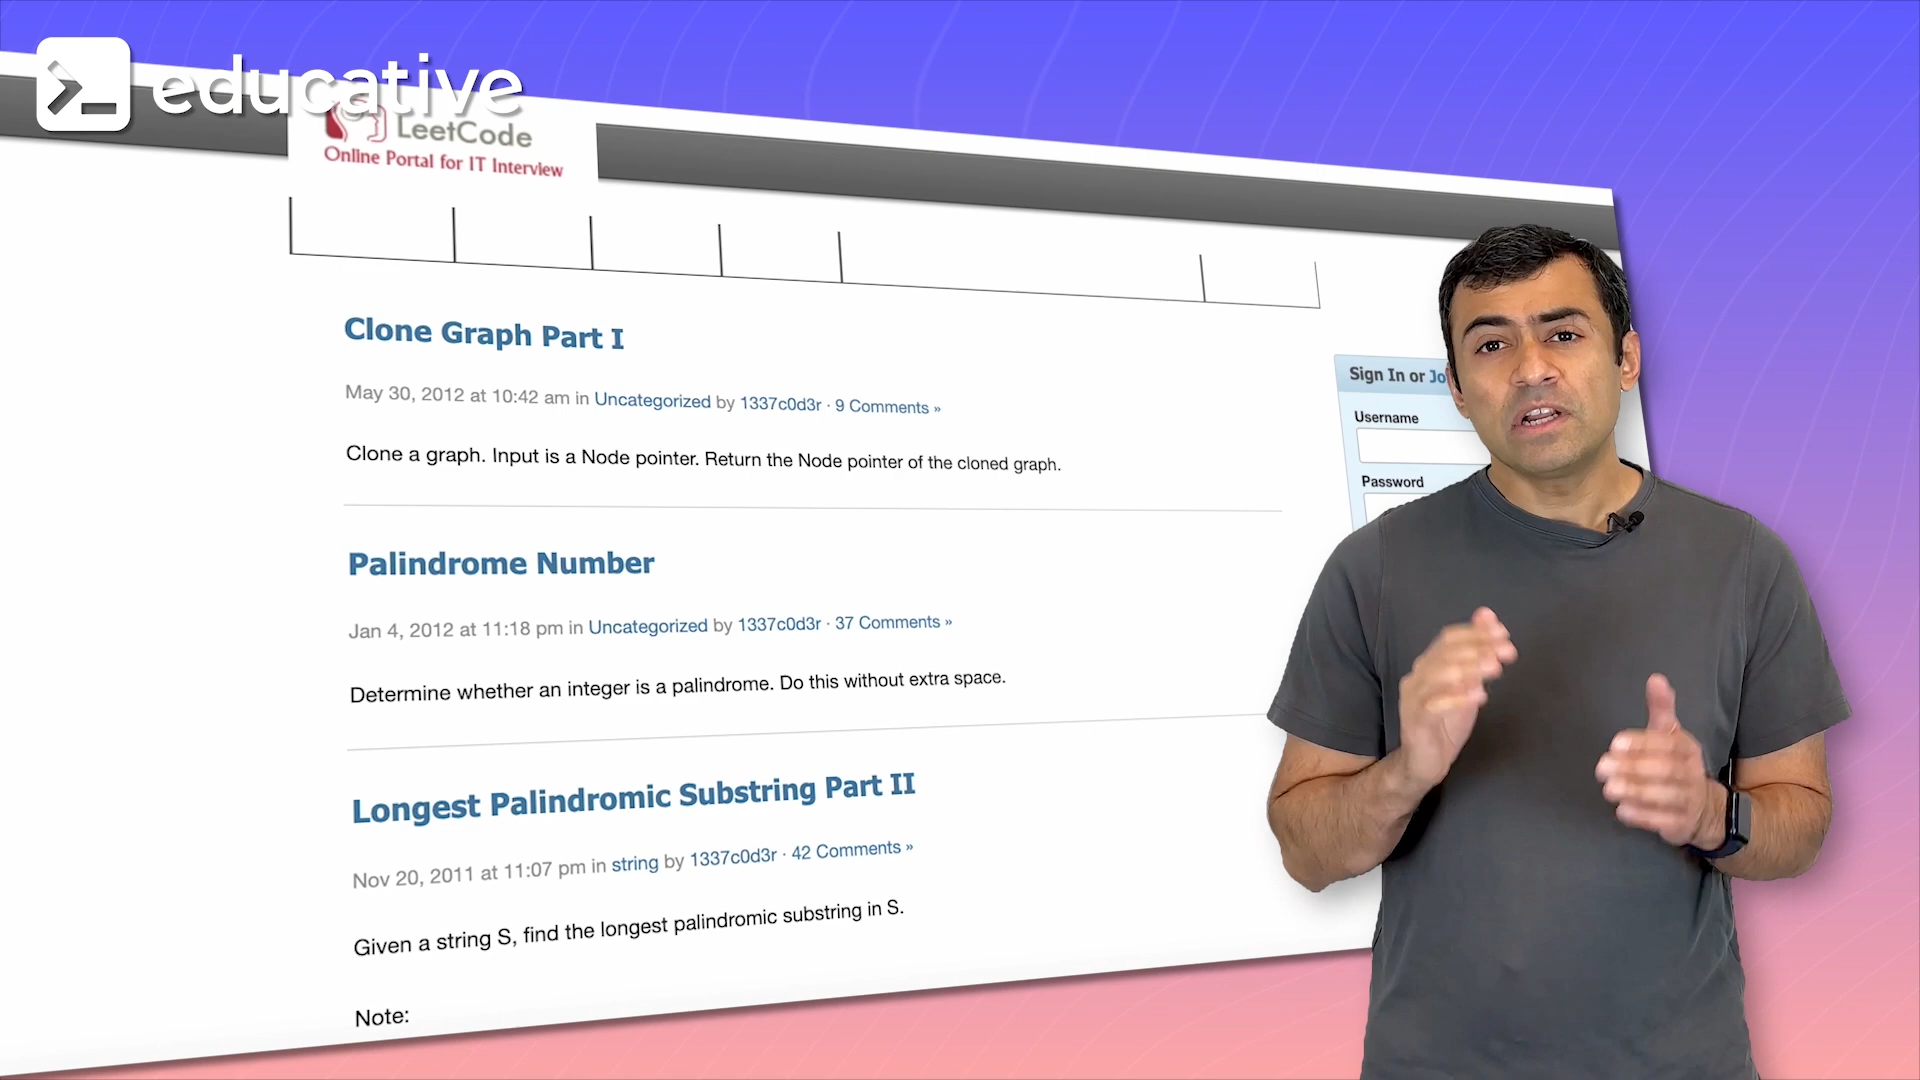 educative
LeetCode
Online Portal for IT Interview
Clone Graph Part I
May 30, 2012 at 10:42 am in Uncategorized by 1337c0d3r · 9 Comments »
Clone a graph. Input is a Node pointer. Return the Node pointer of the cloned graph.
Sign In or Jo
Username
Password
Palindrome Number
Jan 4, 2012 at 11:18 pm in Uncategorized by 1337c0d3r · 37 Comments »
Determine whether an integer is a palindrome. Do this without extra space.
Longest Palindromic Substring Part II
Nov 20, 2011 at 11:07 pm in string by 1337c0d3r · 42 Comments »
Given a string S, find the longest palindromic substring in S.
Note: